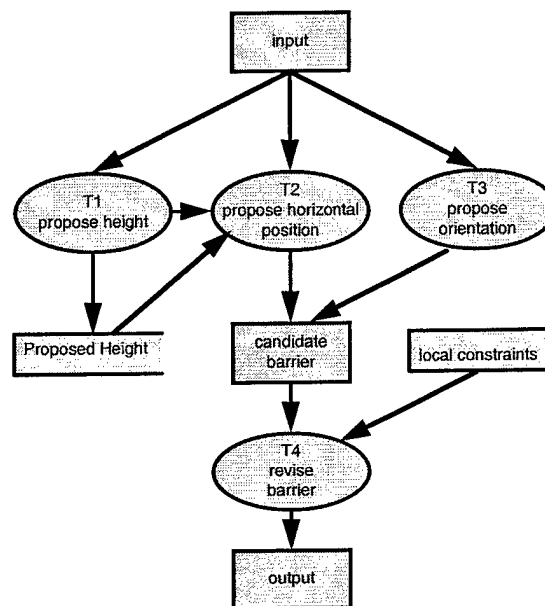 input
T1
propose height
T2
propose horizontal
position
T3
propose
orientation
Proposed Height
candidate
barrier
local constraints
T4
revise
barrier
output